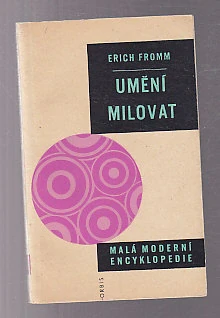 ERICH FROMM
UMĚNÍ
MILOVAT
MALÁ MODERNÍ
ENCYKLOPEDIE
ORBIS